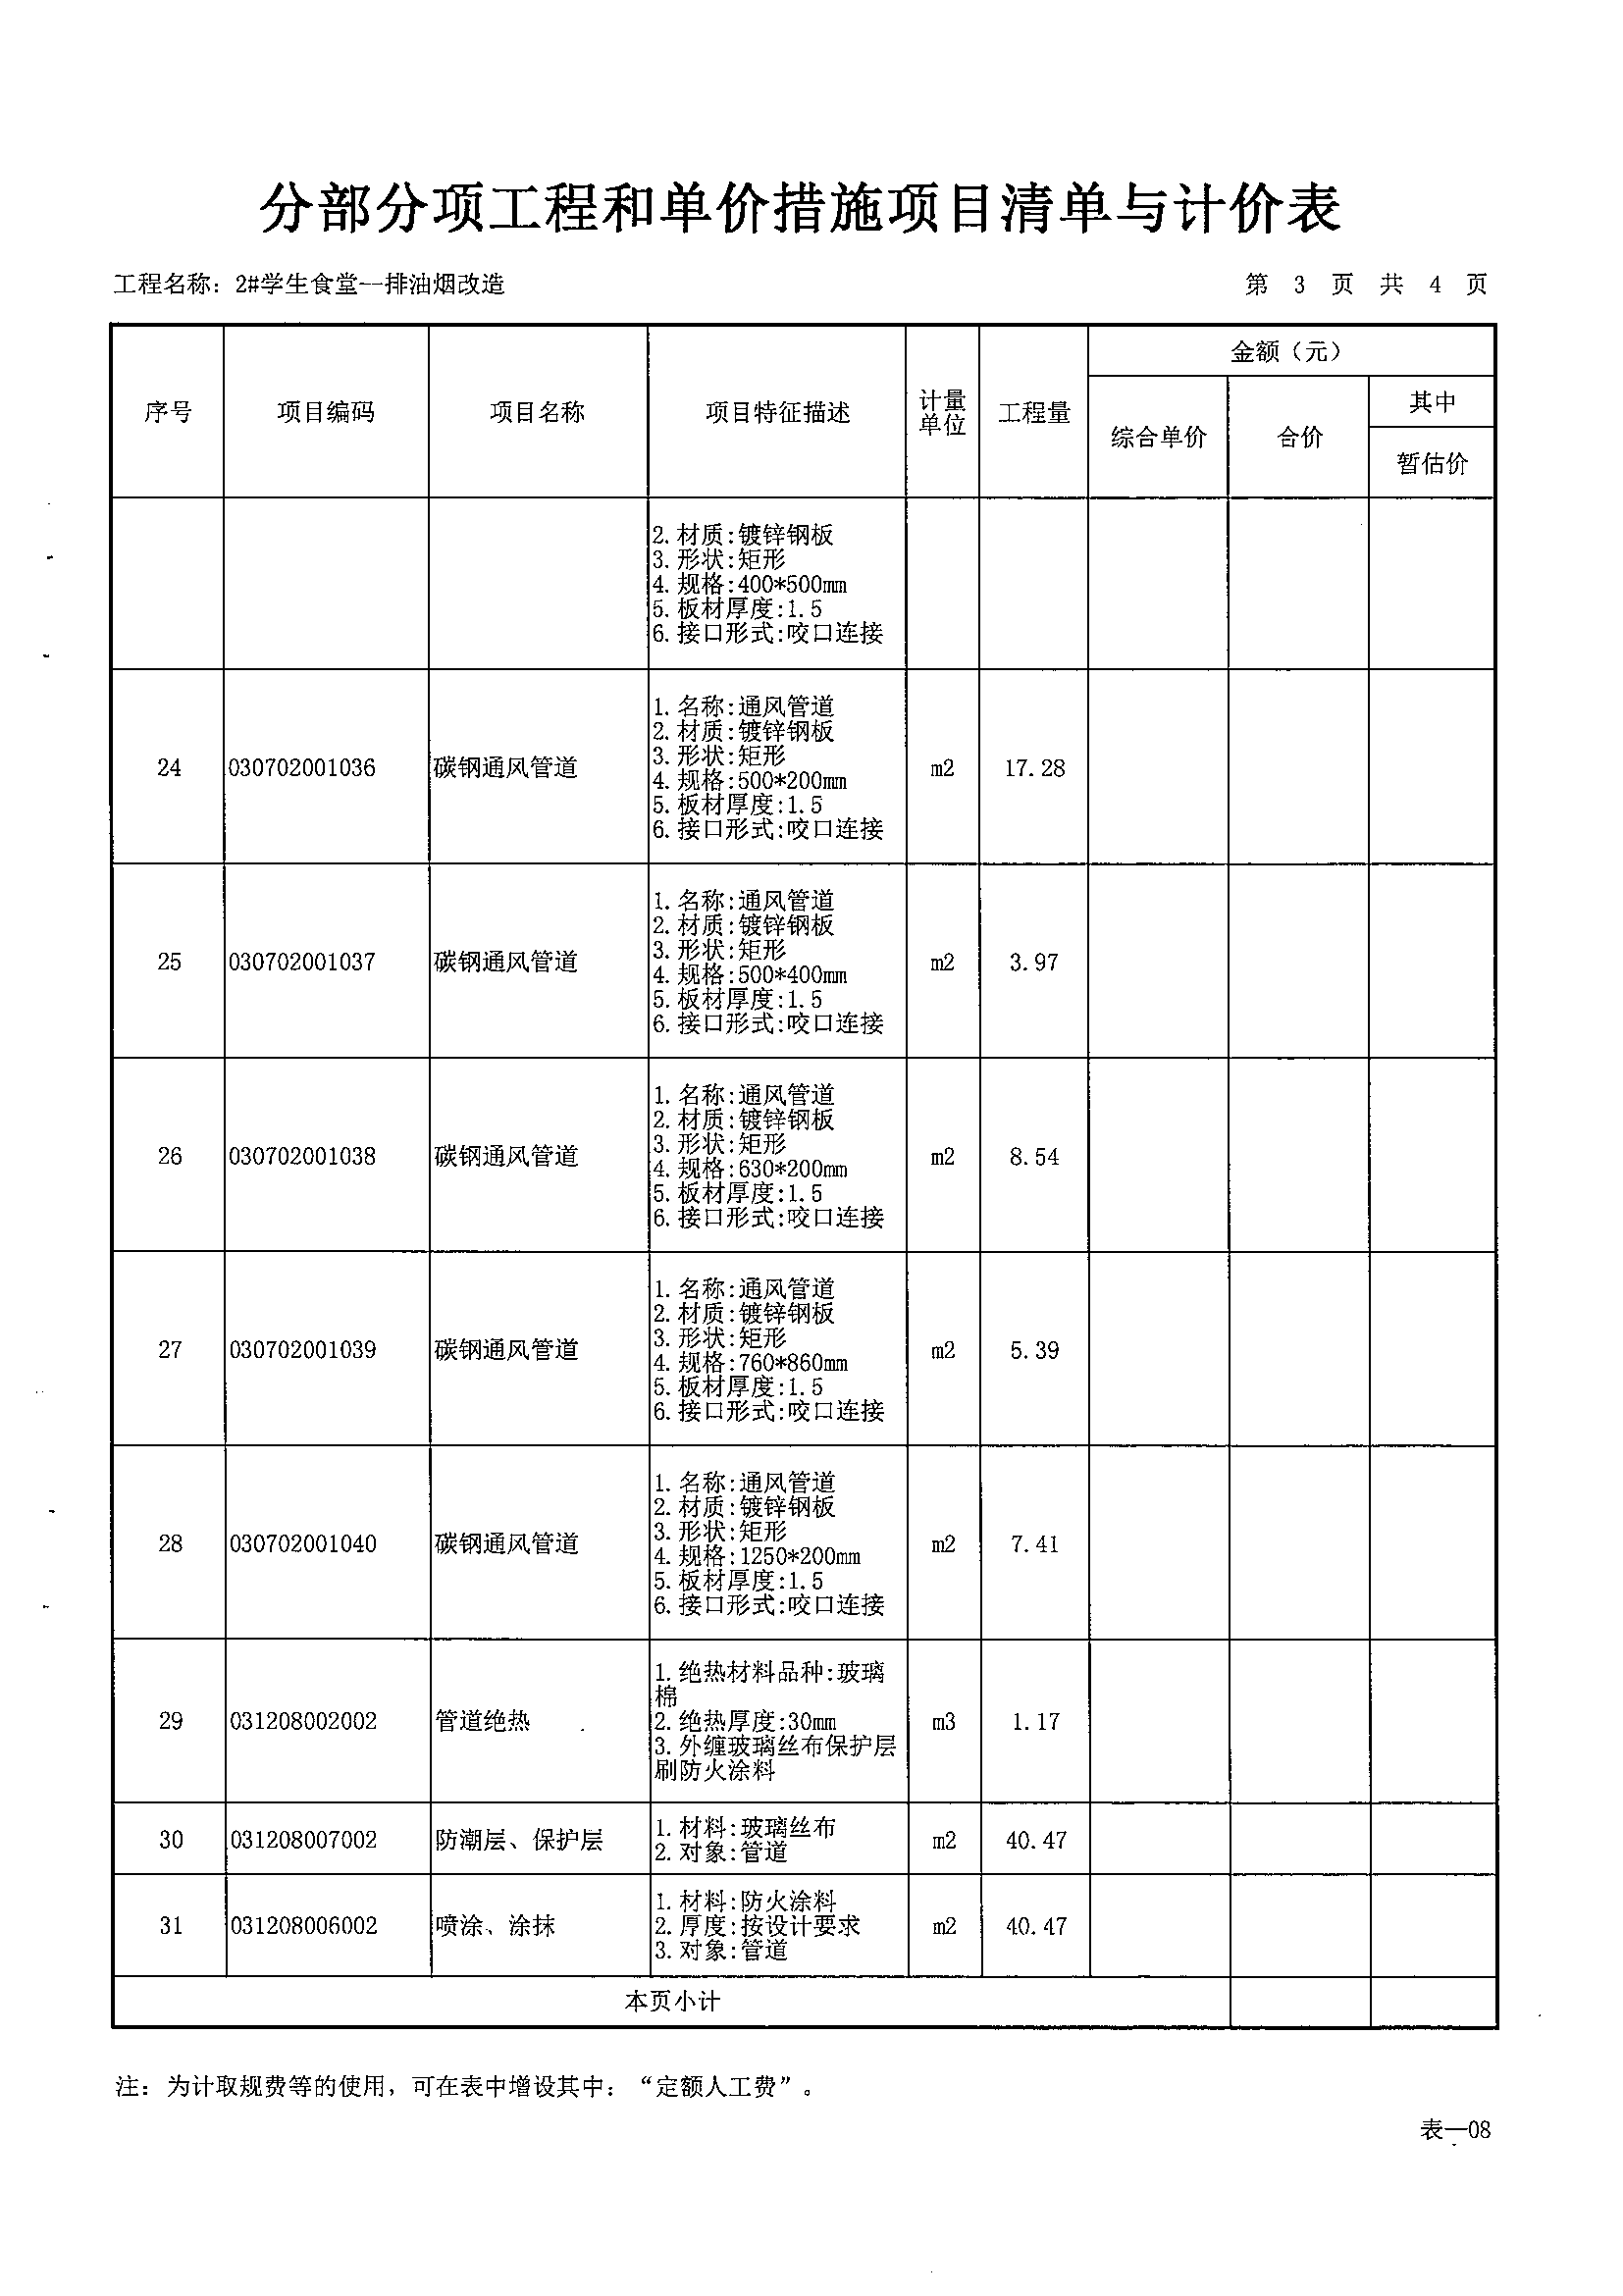 分部分项工程和单价措施项目清单与计价表
工程名称：2#学生食堂--排油烟改造 第 3 页 共 4 页
序号 项目编码 项目名称 项目特征描述 计量单位 工程量 金额（元）
综合单价 合价 其中
暂估价
2. 材质:镀锌钢板
3. 形状:矩形
4. 规格:400*500mm
5. 板材厚度:1.5
6. 接口形式:咬口连接
24 030702001036 碳钢通风管道
1. 名称:通风管道
2. 材质:镀锌钢板
3. 形状:矩形
4. 规格:500*200mm
5. 板材厚度:1.5
6. 接口形式:咬口连接
m2 17.28
25 030702001037 碳钢通风管道
1. 名称:通风管道
2. 材质:镀锌钢板
3. 形状:矩形
4. 规格:500*400mm
5. 板材厚度:1.5
6. 接口形式:咬口连接
m2 3.97
26 030702001038 碳钢通风管道
1. 名称:通风管道
2. 材质:镀锌钢板
3. 形状:矩形
4. 规格:630*200mm
5. 板材厚度:1.5
6. 接口形式:咬口连接
m2 8.54
27 030702001039 碳钢通风管道
1. 名称:通风管道
2. 材质:镀锌钢板
3. 形状:矩形
4. 规格:760*860mm
5. 板材厚度:1.5
6. 接口形式:咬口连接
m2 5.39
28 030702001040 碳钢通风管道
1. 名称:通风管道
2. 材质:镀锌钢板
3. 形状:矩形
4. 规格:1250*200mm
5. 板材厚度:1.5
6. 接口形式:咬口连接
m2 7.41
29 031208002002 管道绝热
1. 绝热材料品种:玻璃
棉
2. 绝热厚度:30mm
3. 外缠玻璃丝布保护层
刷防火涂料
m3 1.17
30 031208007002 防潮层、保护层
1. 材料:玻璃丝布
2. 对象:管道
m2 40.47
31 031208006002 喷涂、涂抹
1. 材料:防火涂料
2. 厚度:按设计要求
3. 对象:管道
m2 40.47
本页小计
注：为计取规费等的使用，可在表中增设其中：“定额人工费”。
表—08